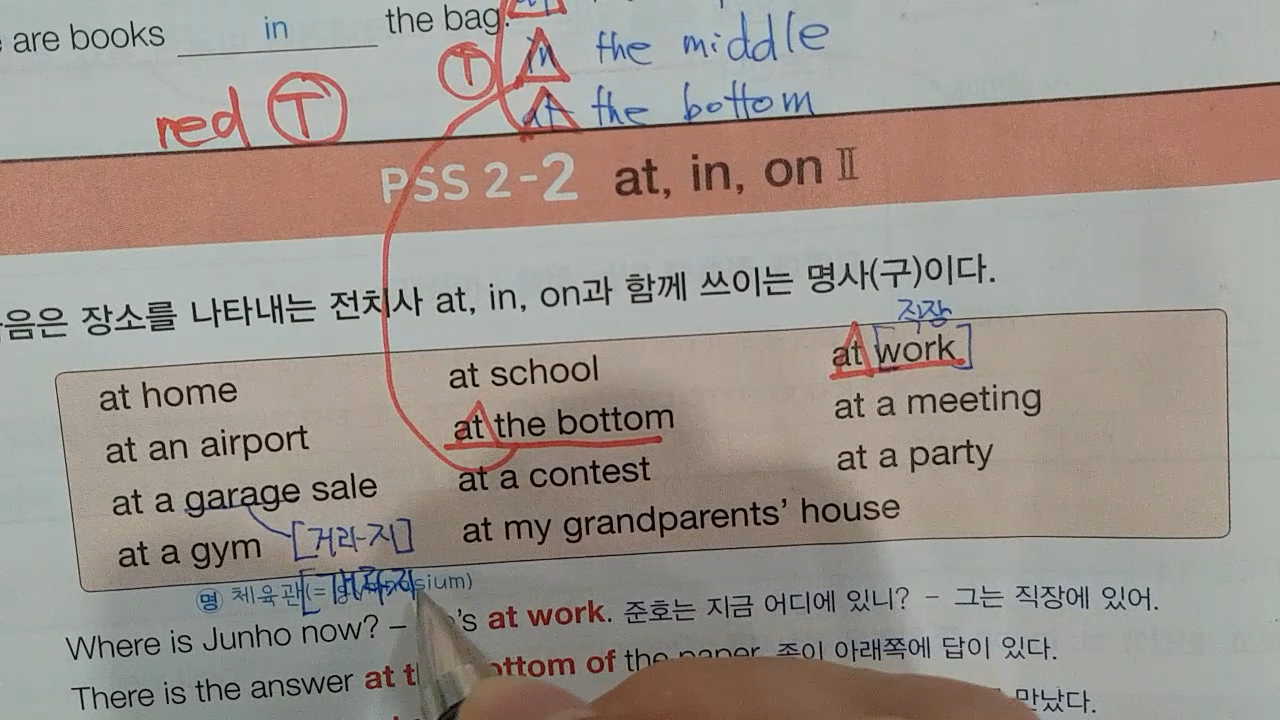 are books in the bag.
in the middle
Ⓣ
at the bottom
red Ⓣ
PSS 2-2 at, in, on Ⅱ
음은 장소를 나타내는 전치사 at, in, on과 함께 쓰이는 명사(구)이다.
직장
at home at school at [work]
at an airport at the bottom at a meeting
at a garage sale at a contest at a party
at a gym [거라-지] at my grandparents' house
명 체육관(= sium)
Where is Junho now? – 's at work. 준호는 지금 어디에 있니? – 그는 직장에 있어.
There is the answer at bottom of the paper. 종이 아래쪽에 답이 있다.
만났다.